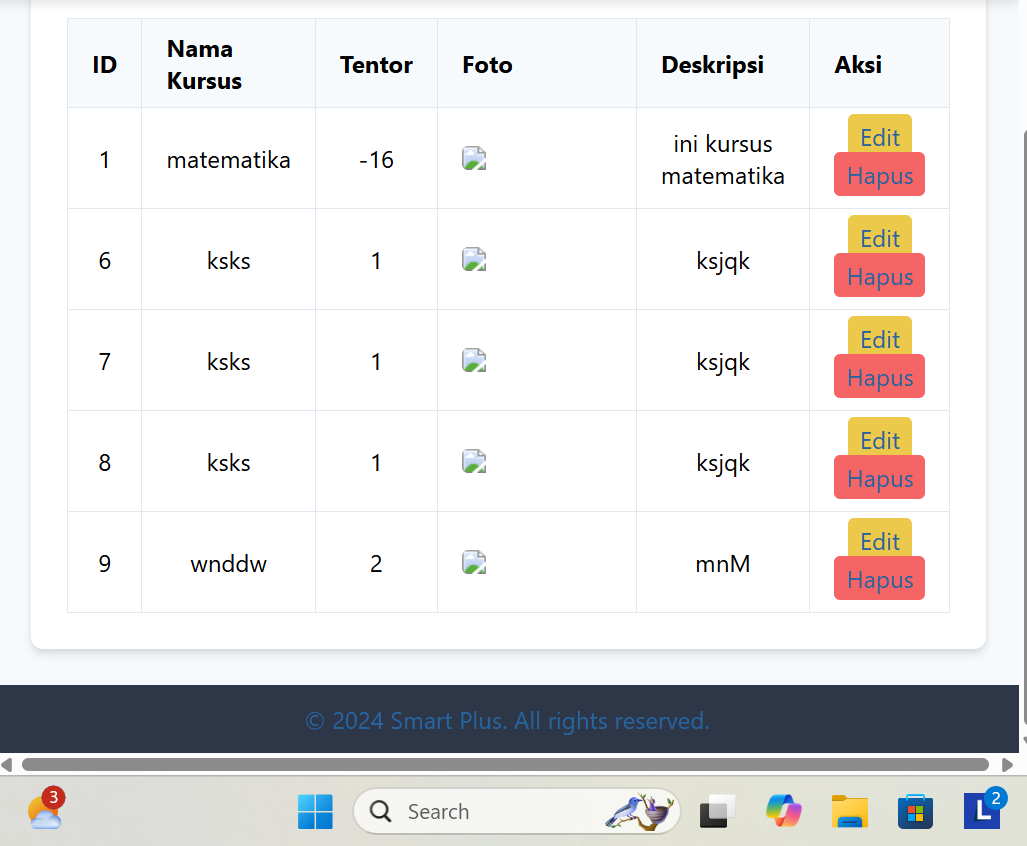 ID Nama Kursus Tentor Foto Deskripsi Aksi
1 matematika -16 ini kursus matematika Edit Hapus
6 ksks 1 ksjqk Edit Hapus
7 ksks 1 ksjqk Edit Hapus
8 ksks 1 ksjqk Edit Hapus
9 wnddw 2 mnM Edit Hapus
© 2024 Smart Plus. All rights reserved.
3 Search L 2